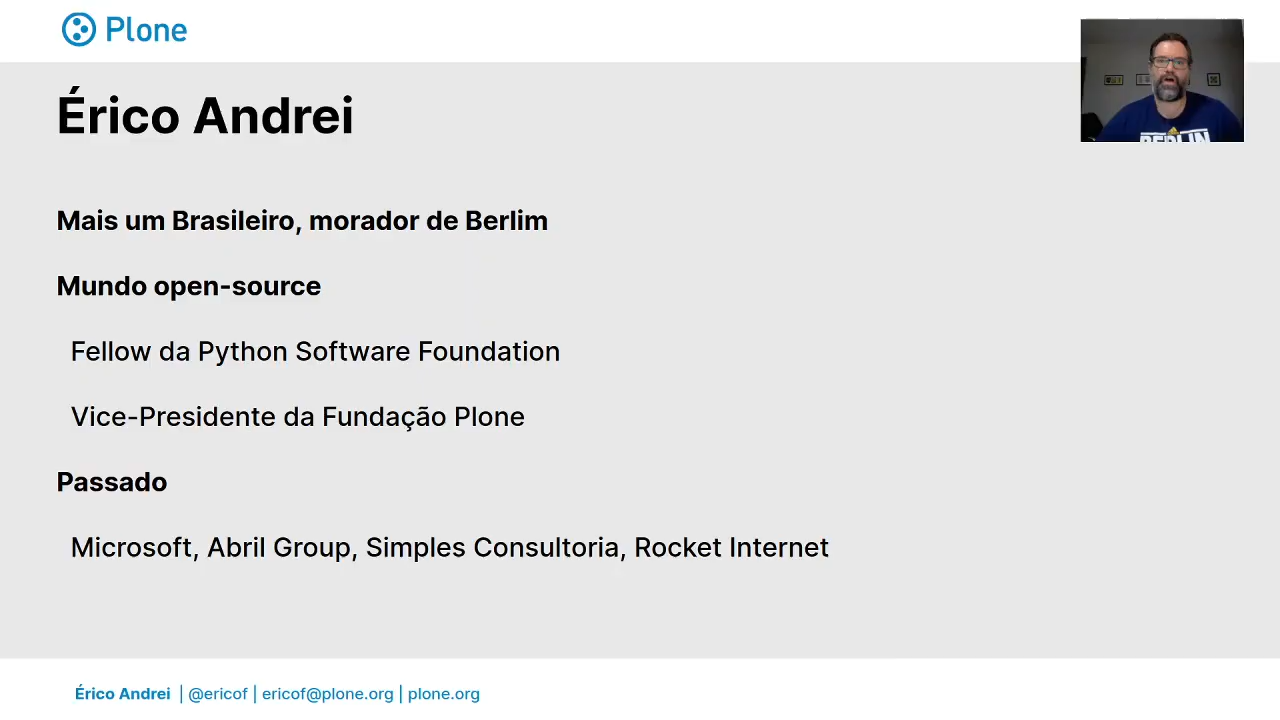 Plone
Érico Andrei
BERLIN
Mais um Brasileiro, morador de Berlim
Mundo open-source
Fellow da Python Software Foundation
Vice-Presidente da Fundação Plone
Passado
Microsoft, Abril Group, Simples Consultoria, Rocket Internet
Érico Andrei | @ericof | ericof@plone.org | plone.org